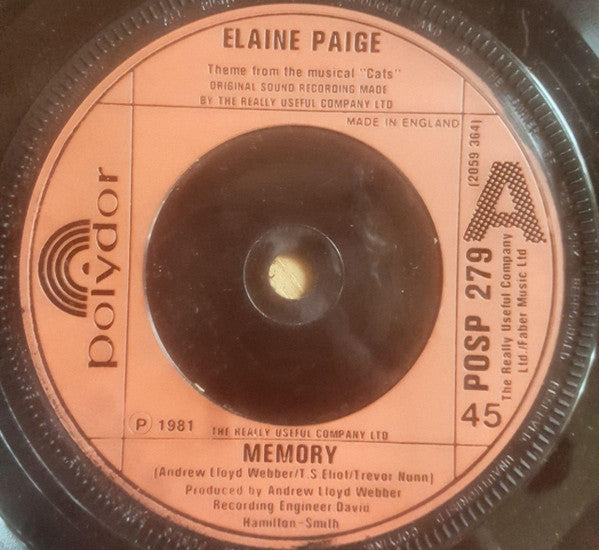 ELAINE PAIGE
Theme from the musical "Cats"
ORIGINAL SOUND RECORDING MADE
BY THE REALLY USEFUL COMPANY LTD
MADE IN ENGLAND
(2059 364)
A
polydor
POSP 279
The Really Useful Company
Ltd./Faber Music Ltd
45
P 1981
THE REALLY USEFUL COMPANY LTD
MEMORY
(Andrew Lloyd Webber/T.S Eliot/Trevor Nunn)
Produced by Andrew Lloyd Webber
Recording Engineer David
Hamilton-Smith